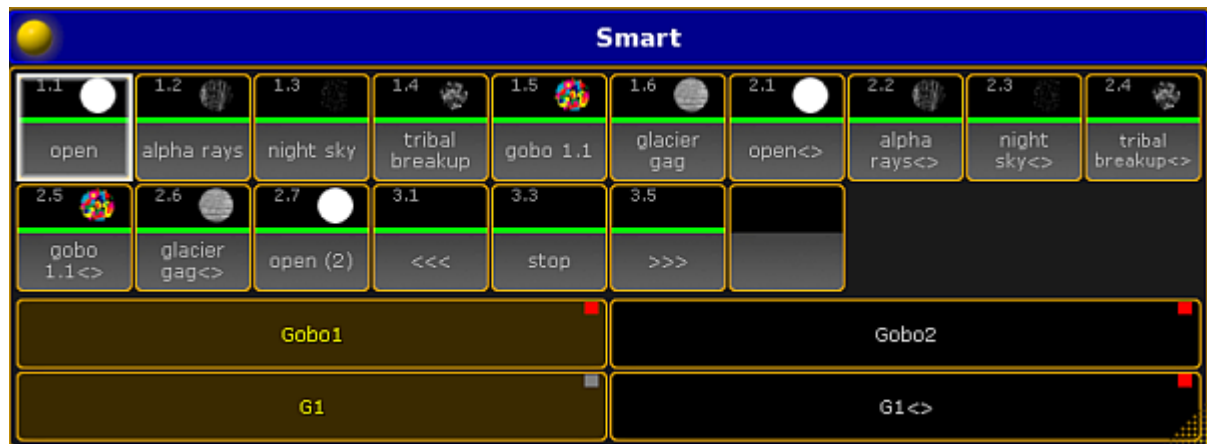 Smart
1.1 1.2 1.3 1.4 1.5 1.6 2.1 2.2 2.3 2.4
open alpha rays night sky tribal breakup gobo 1.1 glacier gag open<> alpha rays<> night sky<> tribal breakup<>
2.5 2.6 2.7 3.1 3.3 3.5
gobo 1.1<> glacier gag<> open (2) <<< stop >>>
Gobo1 Gobo2
G1 G1<>